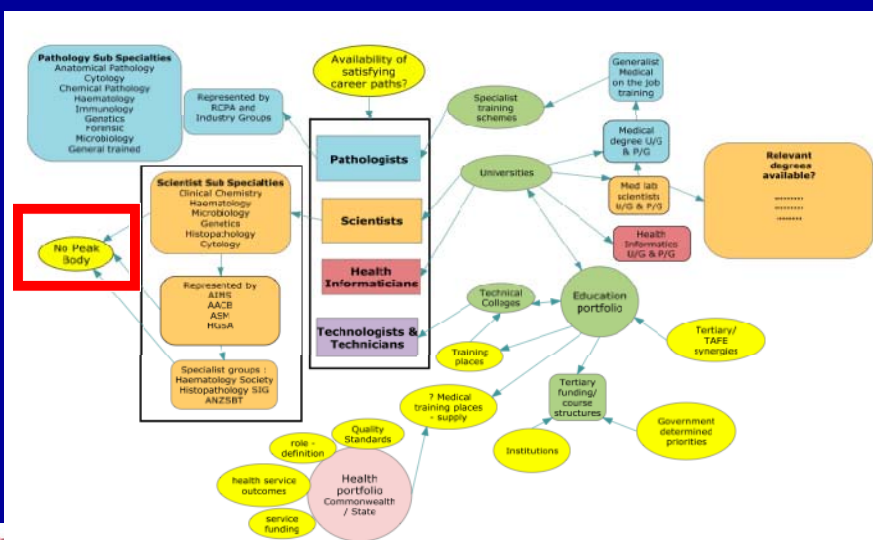 Pathology Sub Specialties
Anatomical Pathology
Cytology
Chemical Pathology
Haematology
Immunology
Genetics
Forensic
Microbiology
General trained
Represented by
RCPA and
Industry Groups
Availability of
satisfying
career paths?
Specialist
training
schemes
Generalist
Medical
on the job
training
Pathologists
Scientists
Health
Informaticians
Technologists &
Technicians
Universities
Medical
degree U/G
& P/G
Med lab
scientists
U/G & P/G
Health
Informatics
U/G & P/G
Relevant
degrees
available?
.........
.........
........
Scientist Sub Specialties
Clinical Chemistry
Haematology
Microbiology
Genetics
Histopathology
Cytology
No Peak
Body
Represented by
AIMS
AACB
ASM
HGSA
Specialist groups :
Haematology Society
Histopathology SIG
ANZSBT
Technical
Collages
Education
portfolio
Training
places
Tertiary/
TAFE
synergies
? Medical
training places
- supply
Tertiary
funding/
course
structures
Institutions
Government
determined
priorities
Quality
Standards
role -
definition
health service
outcomes
service
funding
Health
portfolio
Commonwealth
/ State